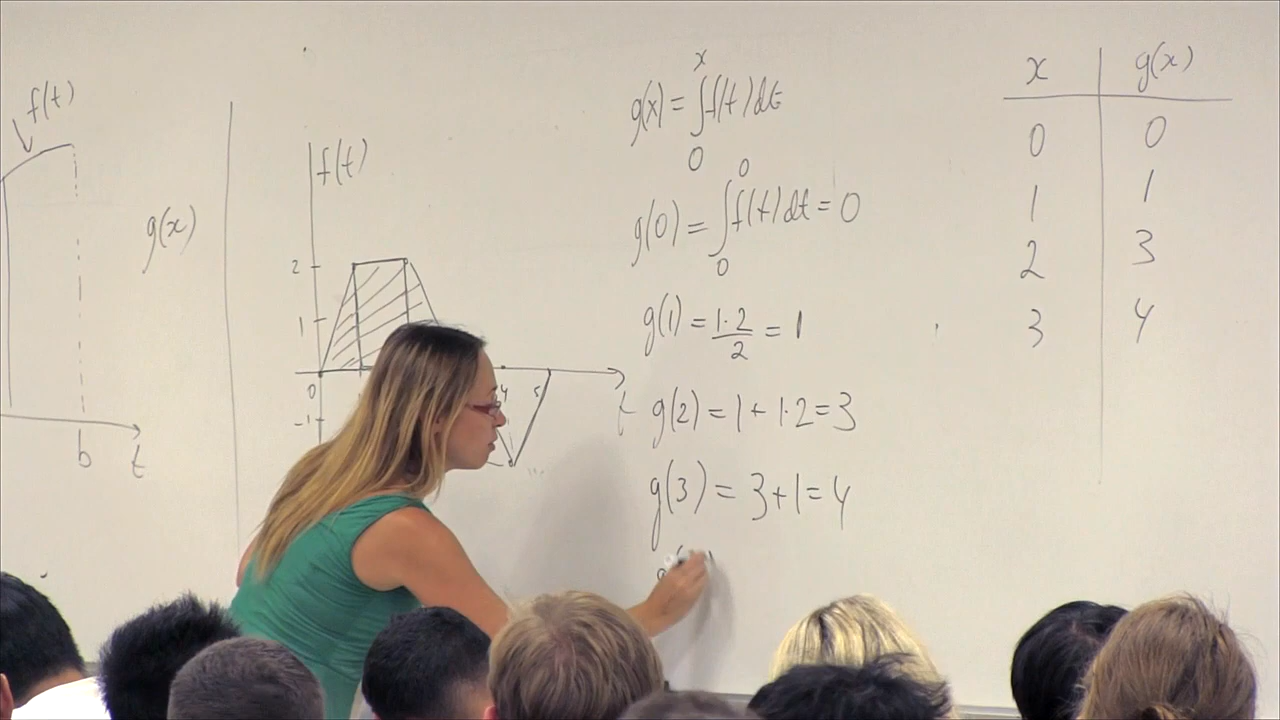 f(t)
g(x)
b
t
f(t)
2
1
0
-1
4
5
t
g(x) = ∫₀ˣ f(t) dt
g(0) = ∫₀⁰ f(t) dt = 0
g(1) = 1·2/2 = 1
g(2) = 1 + 1·2 = 3
g(3) = 3+1 = 4
x g(x)
0 0
1 1
2 3
3 4